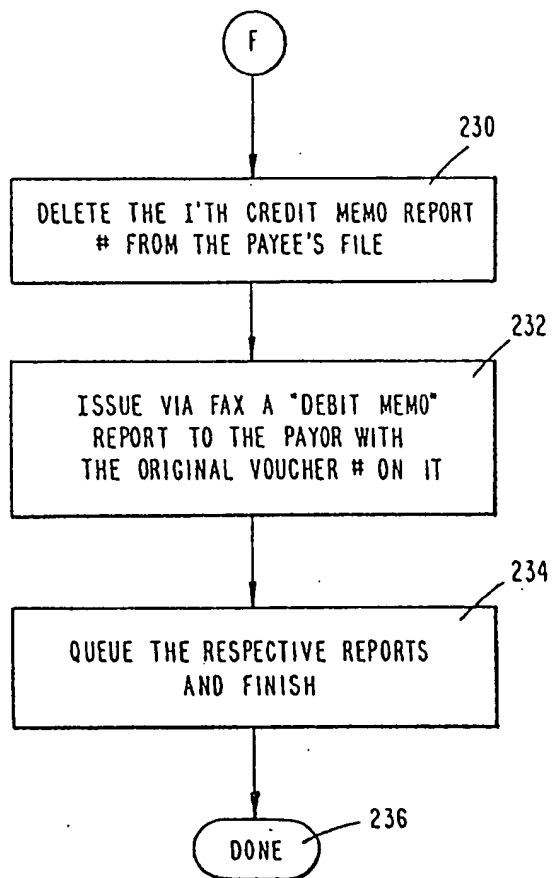 F
230
DELETE THE I'TH CREDIT MEMO REPORT
# FROM THE PAYEE'S FILE
232
ISSUE VIA FAX A "DEBIT MEMO"
REPORT TO THE PAYOR WITH
THE ORIGINAL VOUCHER # ON IT
234
QUEUE THE RESPECTIVE REPORTS
AND FINISH
236
DONE